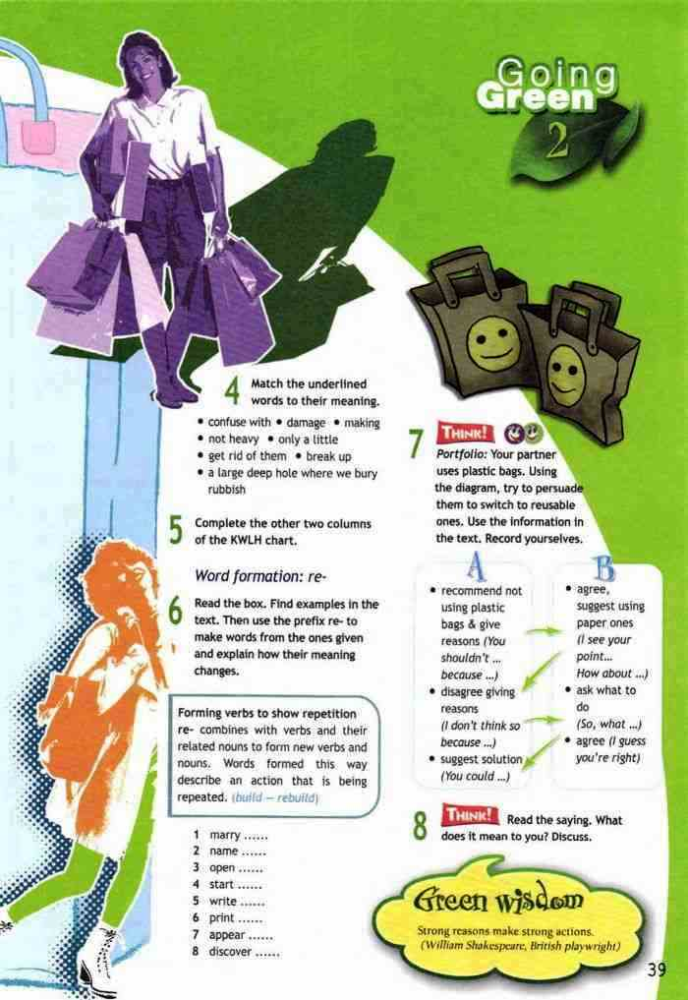 Going
Green
2
4 Match the underlined
words to their meaning.
• confuse with • damage • making
• not heavy • only a little
• get rid of them • break up
• a large deep hole where we bury
rubbish
5 Complete the other two columns
of the KWLH chart.
Word formation: re-
6 Read the box. Find examples in the
text. Then use the prefix re- to
make words from the ones given
and explain how their meaning
changes.
Forming verbs to show repetition
re- combines with verbs and their
related nouns to form new verbs and
nouns. Words formed this way
describe an action that is being
repeated. (build – rebuild)
1 marry ......
2 name ......
3 open ......
4 start ......
5 write ......
6 print ......
7 appear ......
8 discover ......
7 THINK!
Portfolio: Your partner
uses plastic bags. Using
the diagram, try to persuade
them to switch to reusable
ones. Use the information in
the text. Record yourselves.
A
• recommend not
using plastic
bags & give
reasons (You
shouldn't ...
because ...)
• disagree giving
reasons
(I don't think so
because ...)
• suggest solution
(You could ...)
B
• agree,
suggest using
paper ones
(I see your
point...
How about ...)
• ask what to
do
(So, what ...)
• agree (I guess
you're right)
8 THINK! Read the saying. What
does it mean to you? Discuss.
Green wisdom
Strong reasons make strong actions.
(William Shakespeare, British playwright)
39